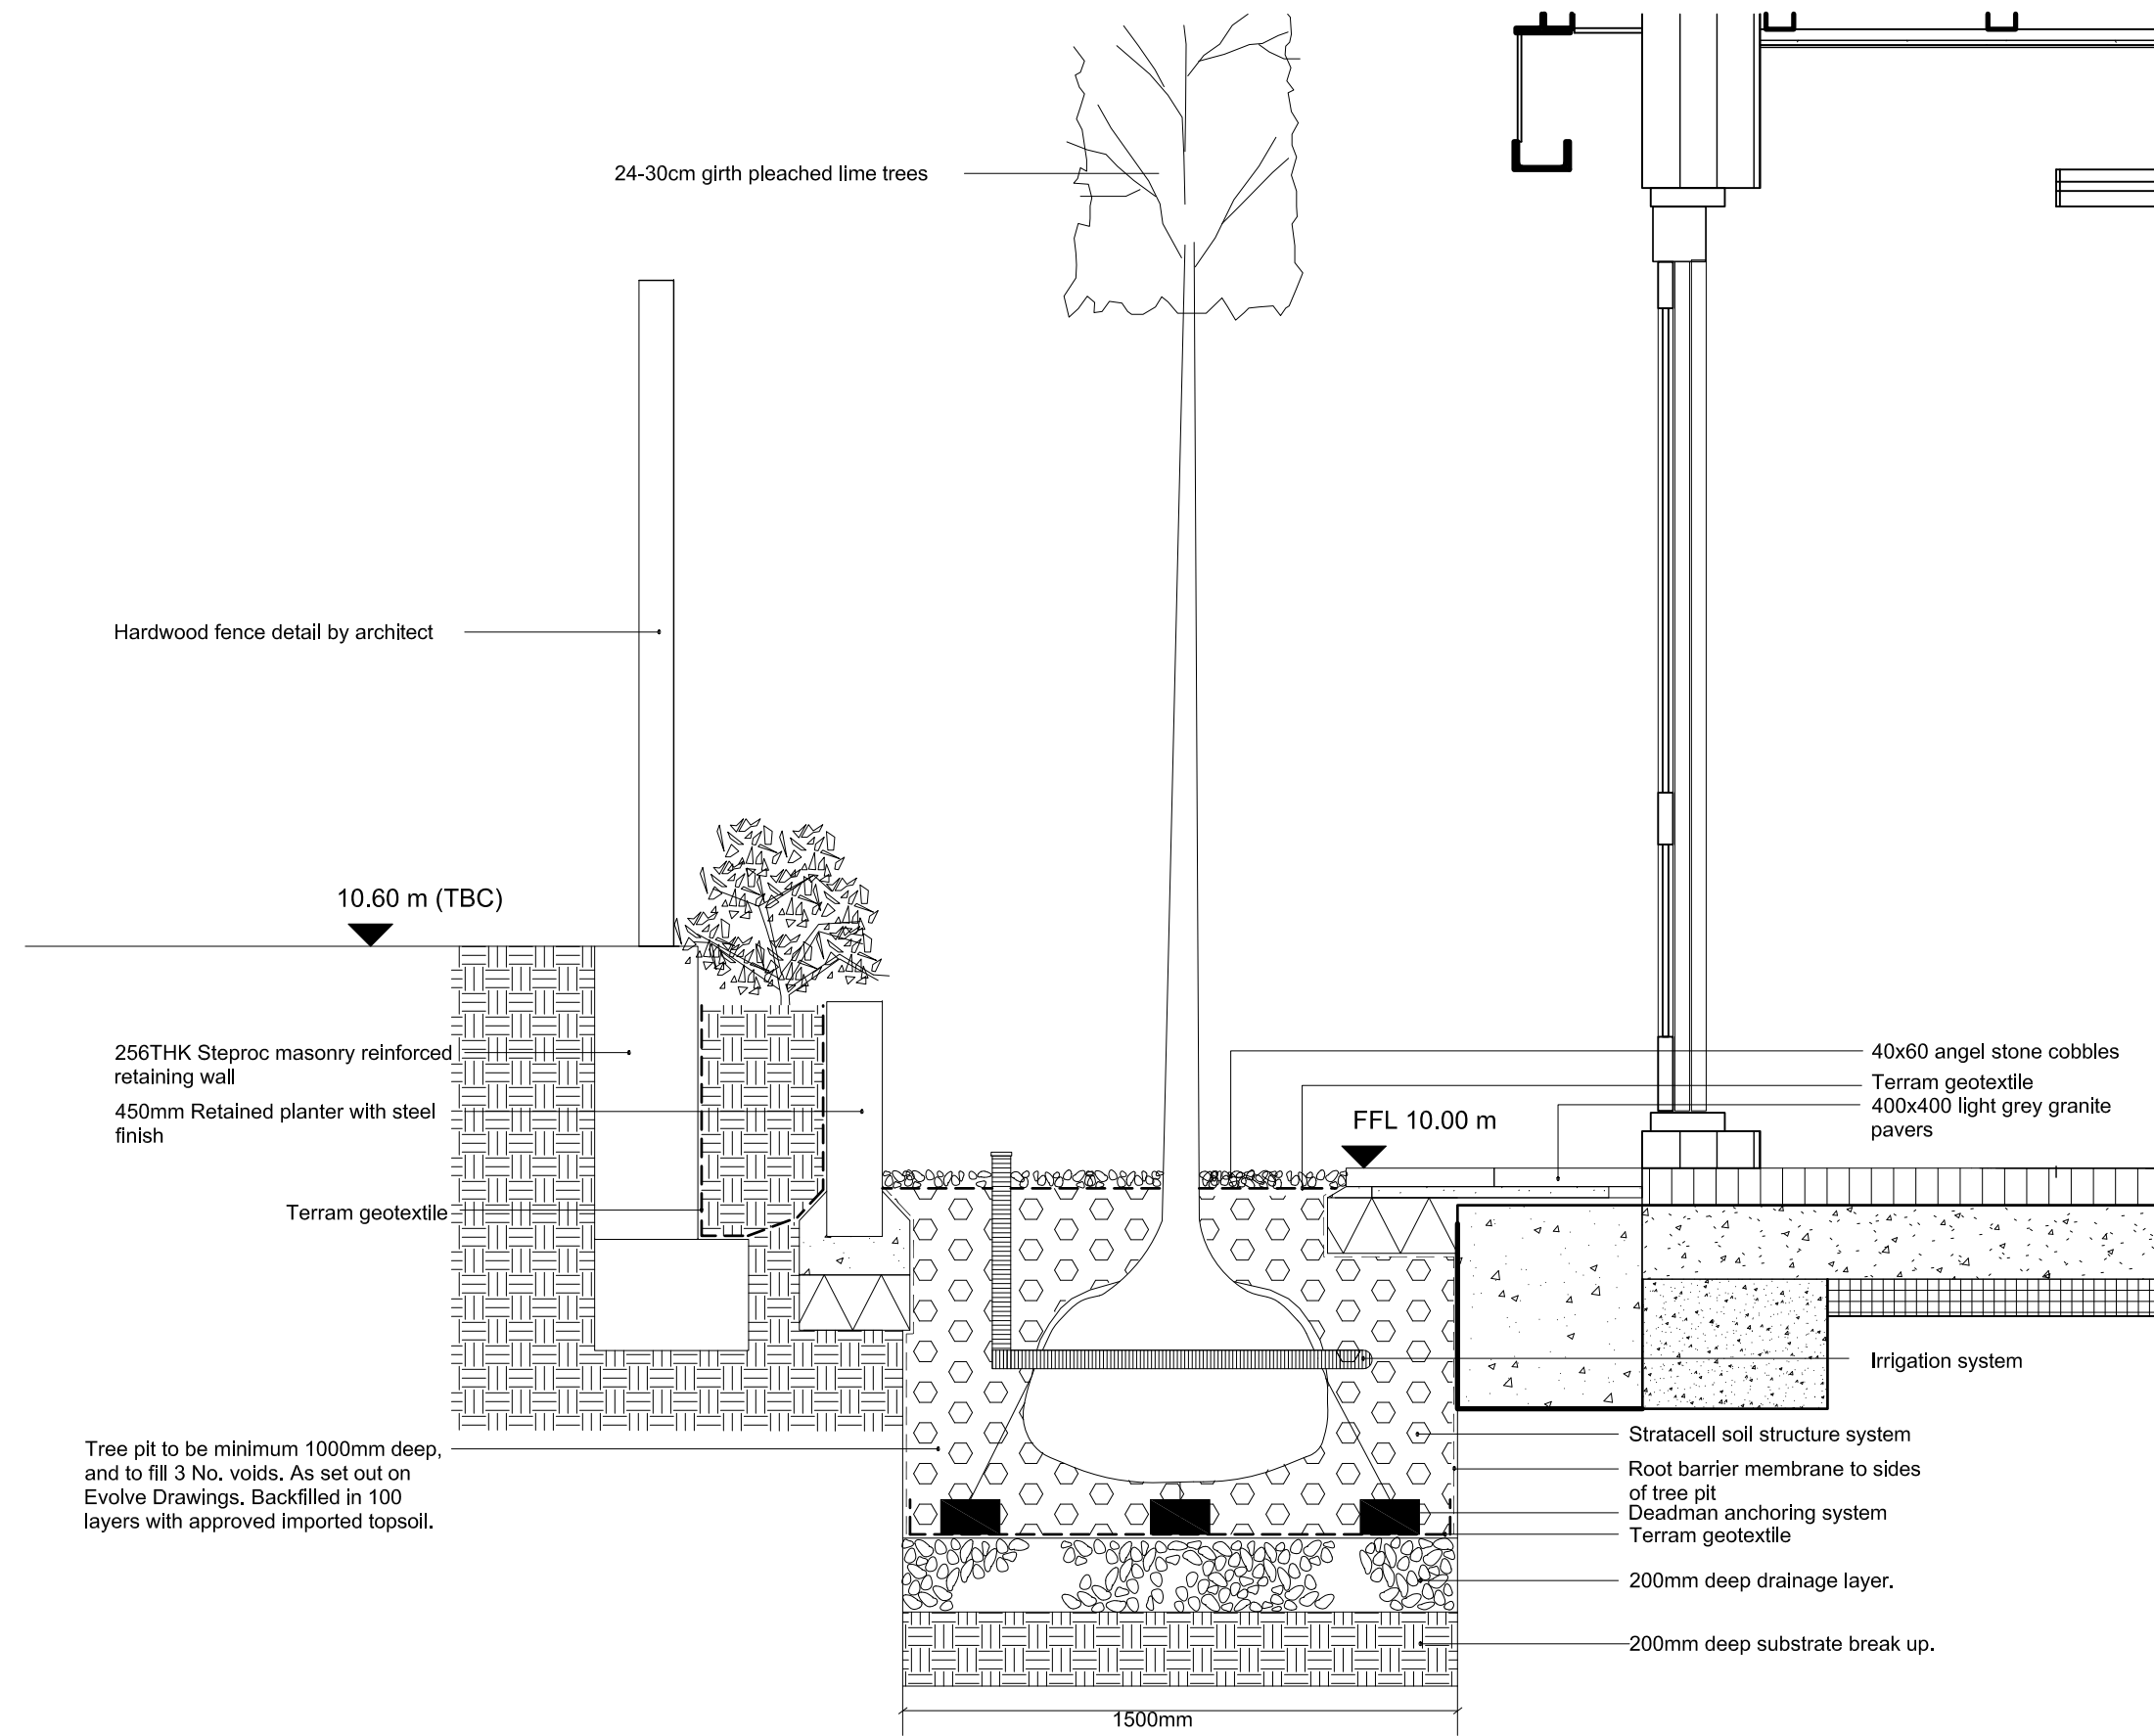 24-30cm girth pleached lime trees
Hardwood fence detail by architect
10.60 m (TBC)
256THK Steproc masonry reinforced
retaining wall
450mm Retained planter with steel
finish
Terram geotextile
Tree pit to be minimum 1000mm deep,
and to fill 3 No. voids. As set out on
Evolve Drawings. Backfilled in 100
layers with approved imported topsoil.
FFL 10.00 m
40x60 angel stone cobbles
Terram geotextile
400x400 light grey granite
pavers
Irrigation system
Stratacell soil structure system
Root barrier membrane to sides
of tree pit
Deadman anchoring system
Terram geotextile
200mm deep drainage layer.
200mm deep substrate break up.
1500mm